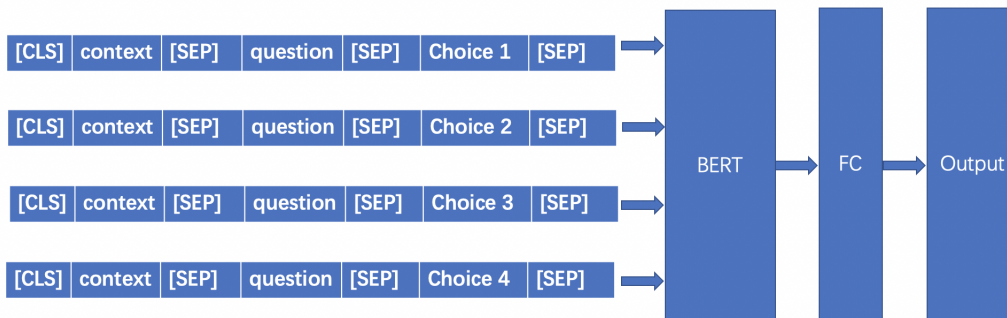 [CLS] context [SEP] question [SEP] Choice 1 [SEP]
[CLS] context [SEP] question [SEP] Choice 2 [SEP]
[CLS] context [SEP] question [SEP] Choice 3 [SEP]
[CLS] context [SEP] question [SEP] Choice 4 [SEP]
BERT
FC
Output